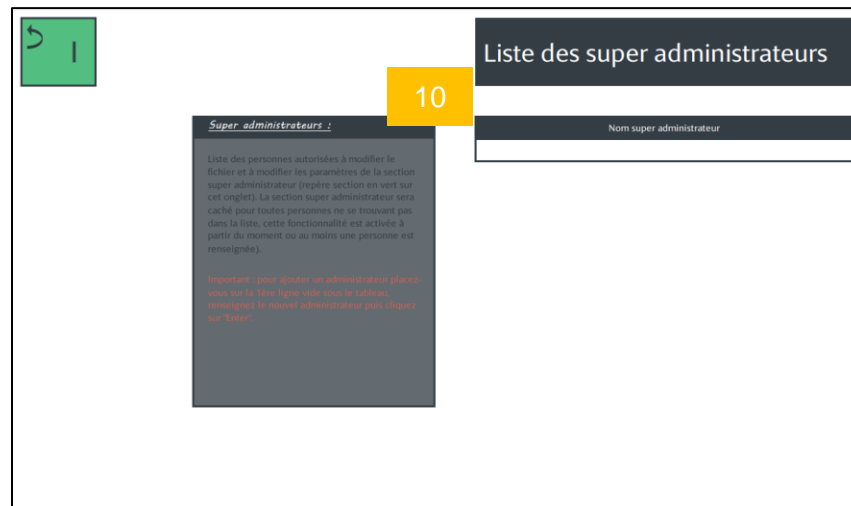 I
Liste des super administrateurs
10
Super administrateurs :
Nom super administrateur
Liste des personnes autorisées à modifier le
fichier et à modifier les paramètres de la section
super administrateur (repère section en vert sur
cet onglet). La section super administrateur sera
caché pour toutes personnes ne se trouvant pas
dans la liste, cette fonctionnalité est activée à
partir du moment ou au moins une personne est
renseignée).
Important : pour ajouter un administrateur placez-
vous sur la 1ère ligne vide sous le tableau,
renseignez le nouvel administrateur puis cliquez
sur "Enter".